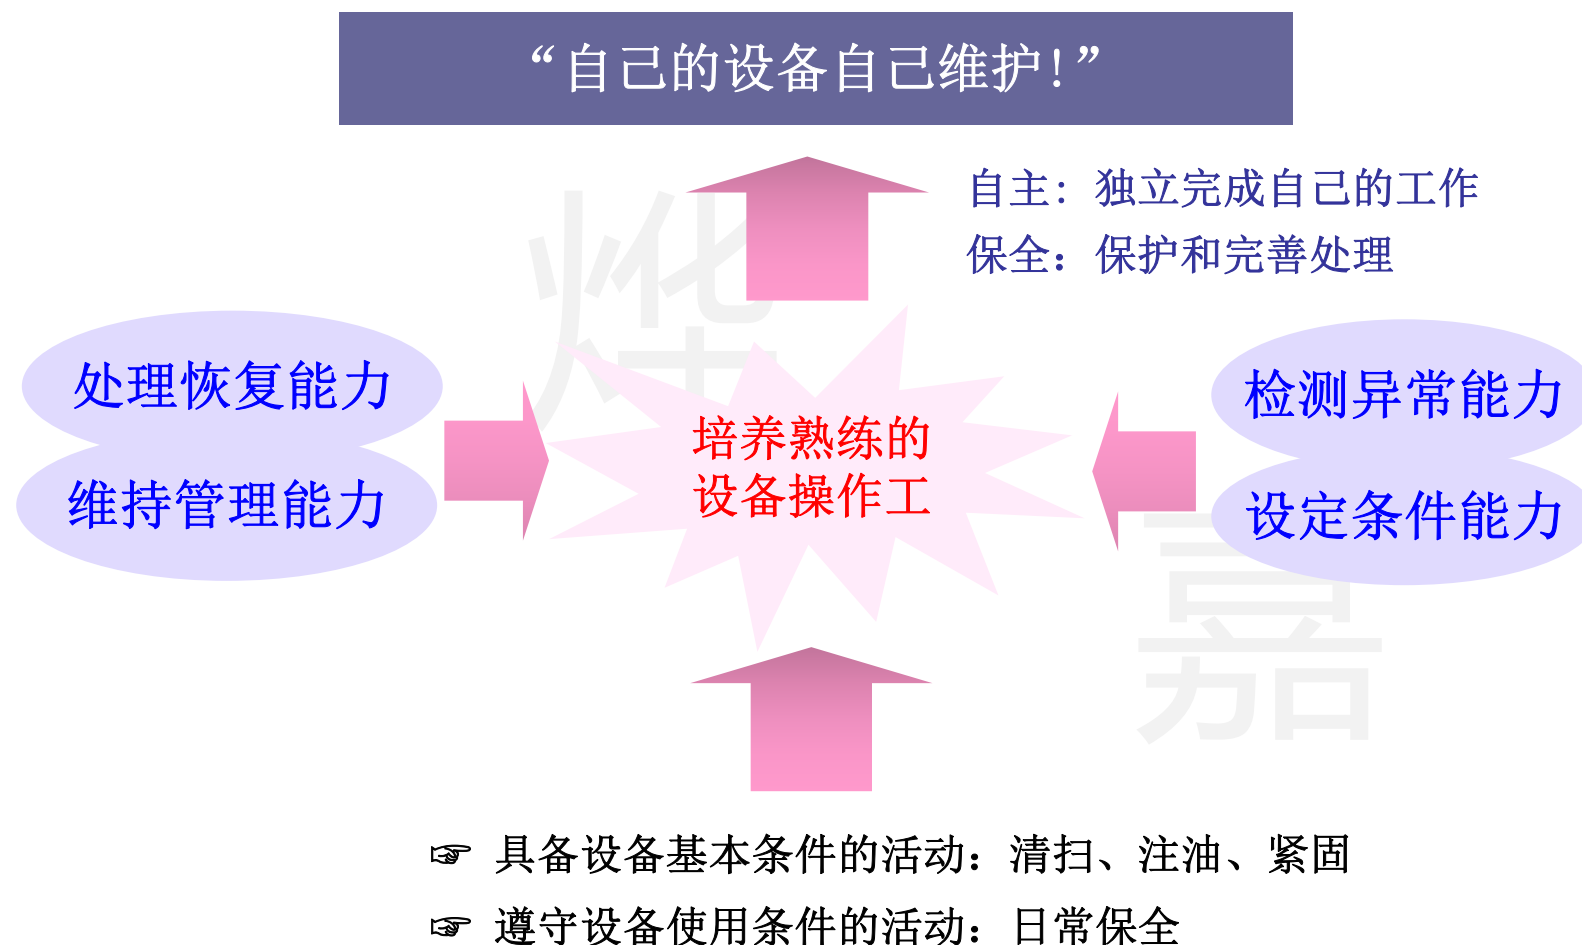 “自己的设备自己维护!”
自主: 独立完成自己的工作
保全: 保护和完善处理
处理恢复能力
维持管理能力
培养熟练的
设备操作工
检测异常能力
设定条件能力
☞ 具备设备基本条件的活动: 清扫、注油、紧固
☞ 遵守设备使用条件的活动: 日常保全
烨
嘉